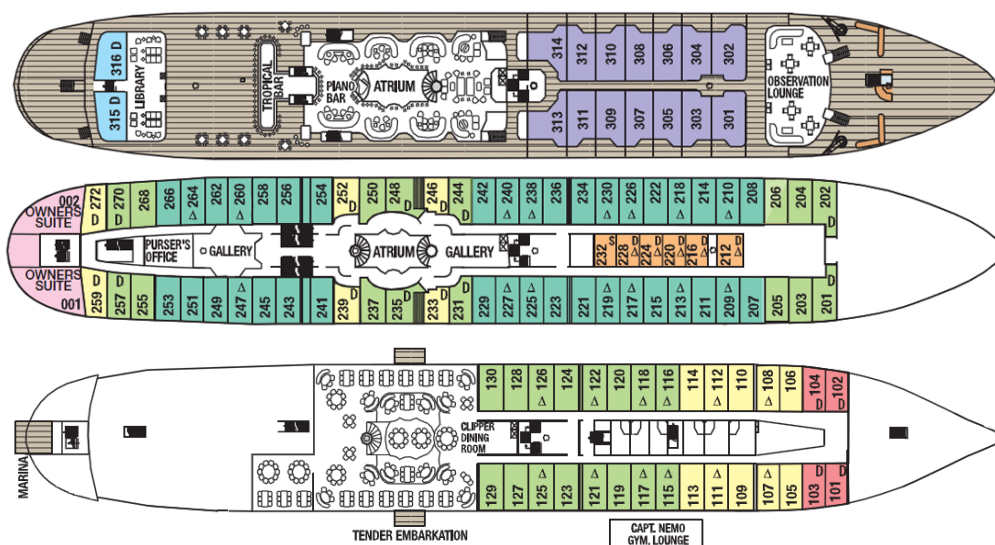 316 D
315 D
LIBRARY
TROPICAL
BAR
PIANO
BAR
ATRIUM
314
312
310
308
306
304
302
313
311
309
307
305
303
301
OBSERVATION
LOUNGE
002
OWNERS
SUITE
272 D
270 D
268
266
264 Δ
262
260 Δ
258
256
254
252 D
250
248 D
246 D
244 D
242
240 Δ
238 Δ
236
234
230 Δ
226 Δ
222
218 Δ
214
210 Δ
208
206
204
202 D
PURSER'S
OFFICE
GALLERY
ATRIUM
GALLERY
232 S
228 D Δ
224 D Δ
220 D Δ
216 D Δ
212 D Δ
OWNERS
SUITE
001
259 D
257 D
255
253
251
249
247 Δ
245
243
241
239 D
237
235 D
233 D
231 D
229
227 Δ
225 Δ
223
221
219 Δ
217 Δ
215
213 Δ
211
209 Δ
207
205
203
201 D
130
128
126 Δ
124
122 Δ
120
118 Δ
116 Δ
114
112 Δ
110
108 Δ
106
104 D
102 D
CLIPPER
DINING
ROOM
129
127
125 Δ
123
121 Δ
119
117 Δ
115 Δ
113
111 Δ
109
107 Δ
105
103 D
101 D
MARINA
TENDER EMBARKATION
CAPT. NEMO
GYM. LOUNGE